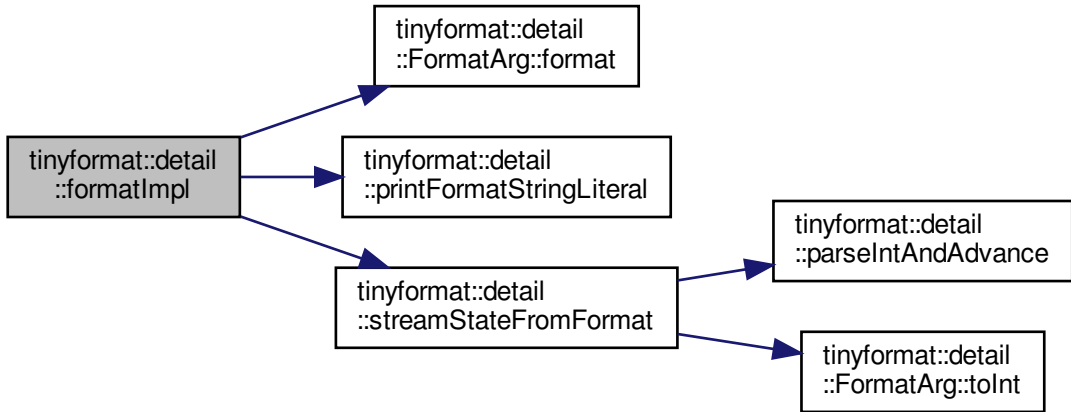 tinyformat::detail
::FormatArg::format
tinyformat::detail
::formatImpl
tinyformat::detail
::printFormatStringLiteral
tinyformat::detail
::parseIntAndAdvance
tinyformat::detail
::streamStateFromFormat
tinyformat::detail
::FormatArg::toInt